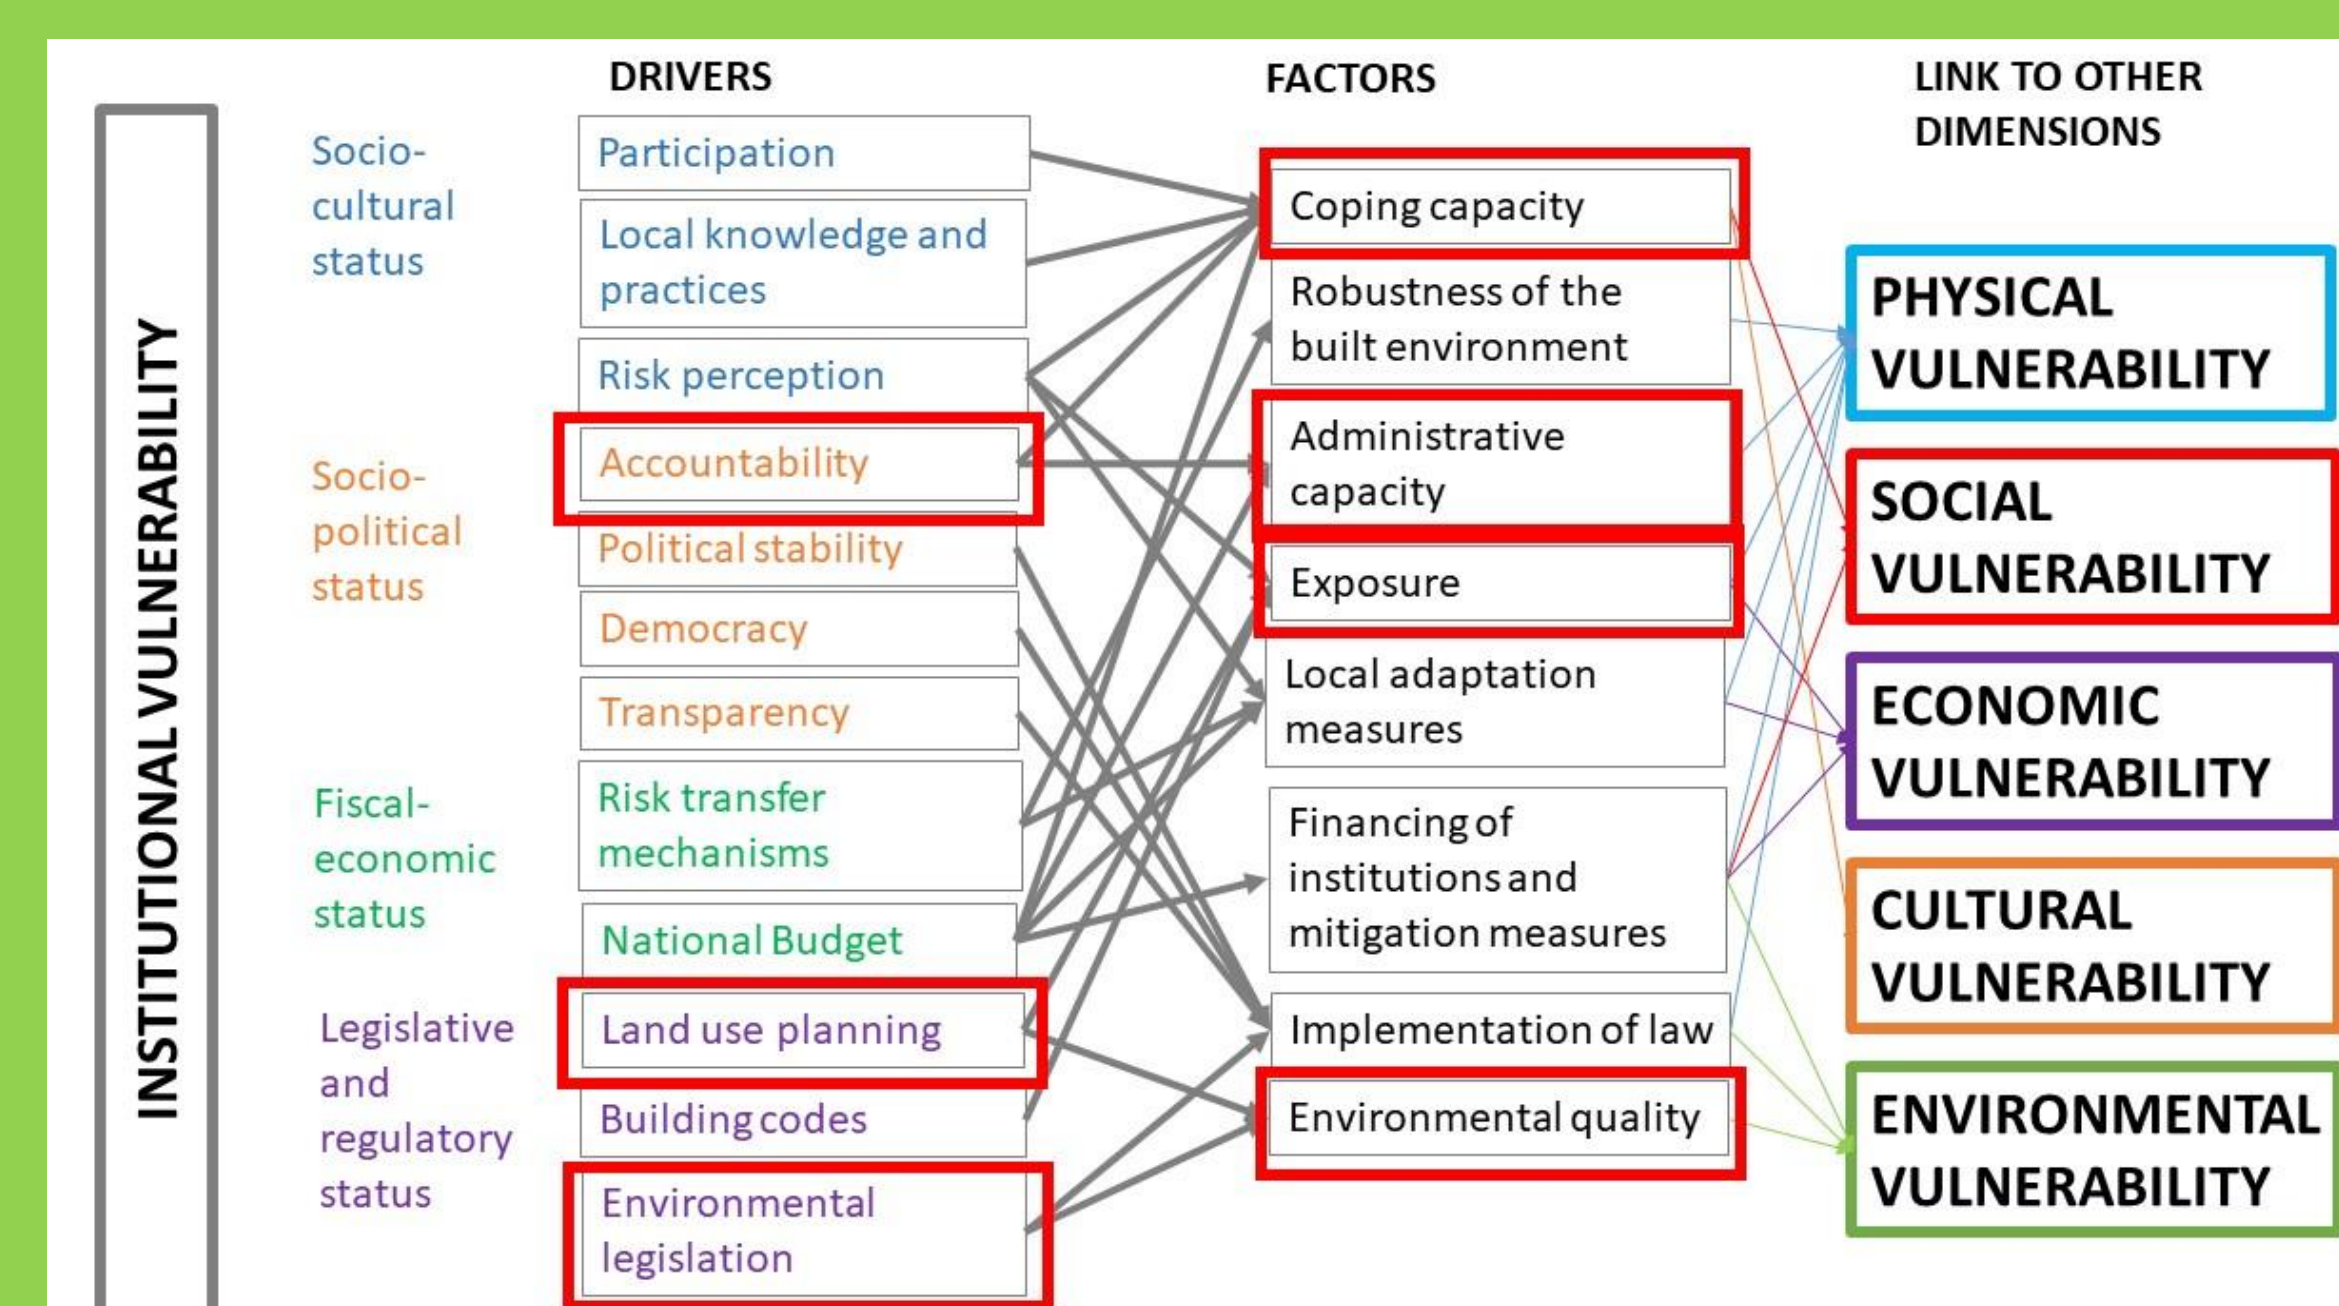 INSTITUTIONAL VULNERABILITY
DRIVERS
FACTORS
LINK TO OTHER
DIMENSIONS
Socio-
cultural
status
Socio-
political
status
Fiscal-
economic
status
Legislative
and
regulatory
status
Participation
Local knowledge and
practices
Risk perception
Accountability
Political stability
Democracy
Transparency
Risk transfer
mechanisms
National Budget
Land use planning
Building codes
Environmental
legislation
Coping capacity
Robustness of the
built environment
Administrative
capacity
Exposure
Local adaptation
measures
Financing of
institutions and
mitigation measures
Implementation of law
Environmental quality
PHYSICAL
VULNERABILITY
SOCIAL
VULNERABILITY
ECONOMIC
VULNERABILITY
CULTURAL
VULNERABILITY
ENVIRONMENTAL
VULNERABILITY